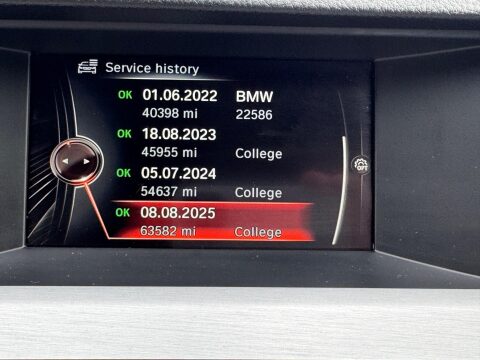 Service history
OK 01.06.2022 BMW
40398 mi 22586
OK 18.08.2023
45955 mi College
OK 05.07.2024
54637 mi College
OK 08.08.2025
63582 mi College
OPT